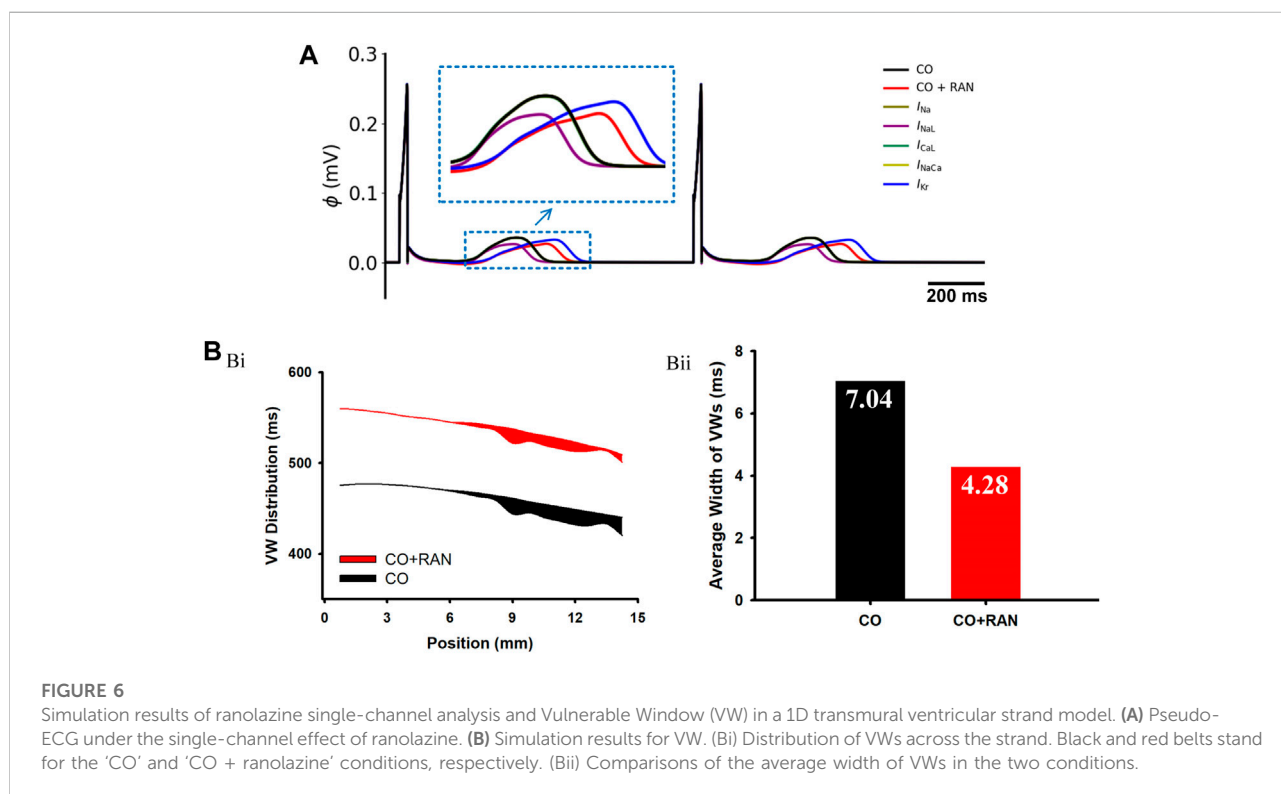 A
0.3
0.2
0.1
0.0
ϕ (mV)
CO
CO + RAN
I_Na
I_NaL
I_CaL
I_NaCa
I_Kr
200 ms
B
Bi
600
500
400
VW Distribution (ms)
CO+RAN
CO
0 3 6 9 12 15
Position (mm)
Bii
8
6
4
2
0
Average Width of VWs (ms)
7.04
4.28
CO CO+RAN
FIGURE 6
Simulation results of ranolazine single-channel analysis and Vulnerable Window (VW) in a 1D transmural ventricular strand model. (A) Pseudo-
ECG under the single-channel effect of ranolazine. (B) Simulation results for VW. (Bi) Distribution of VWs across the strand. Black and red belts stand
for the ‘CO’ and ‘CO + ranolazine’ conditions, respectively. (Bii) Comparisons of the average width of VWs in the two conditions.